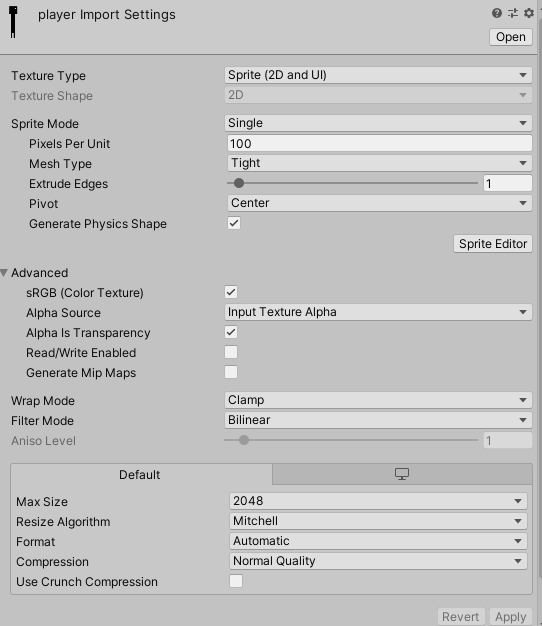 player Import Settings
Open
Texture Type Sprite (2D and UI)
Texture Shape 2D
Sprite Mode Single
Pixels Per Unit 100
Mesh Type Tight
Extrude Edges 1
Pivot Center
Generate Physics Shape
Sprite Editor
Advanced
sRGB (Color Texture)
Alpha Source Input Texture Alpha
Alpha Is Transparency
Read/Write Enabled
Generate Mip Maps
Wrap Mode Clamp
Filter Mode Bilinear
Aniso Level 1
Default
Max Size 2048
Resize Algorithm Mitchell
Format Automatic
Compression Normal Quality
Use Crunch Compression
Revert Apply